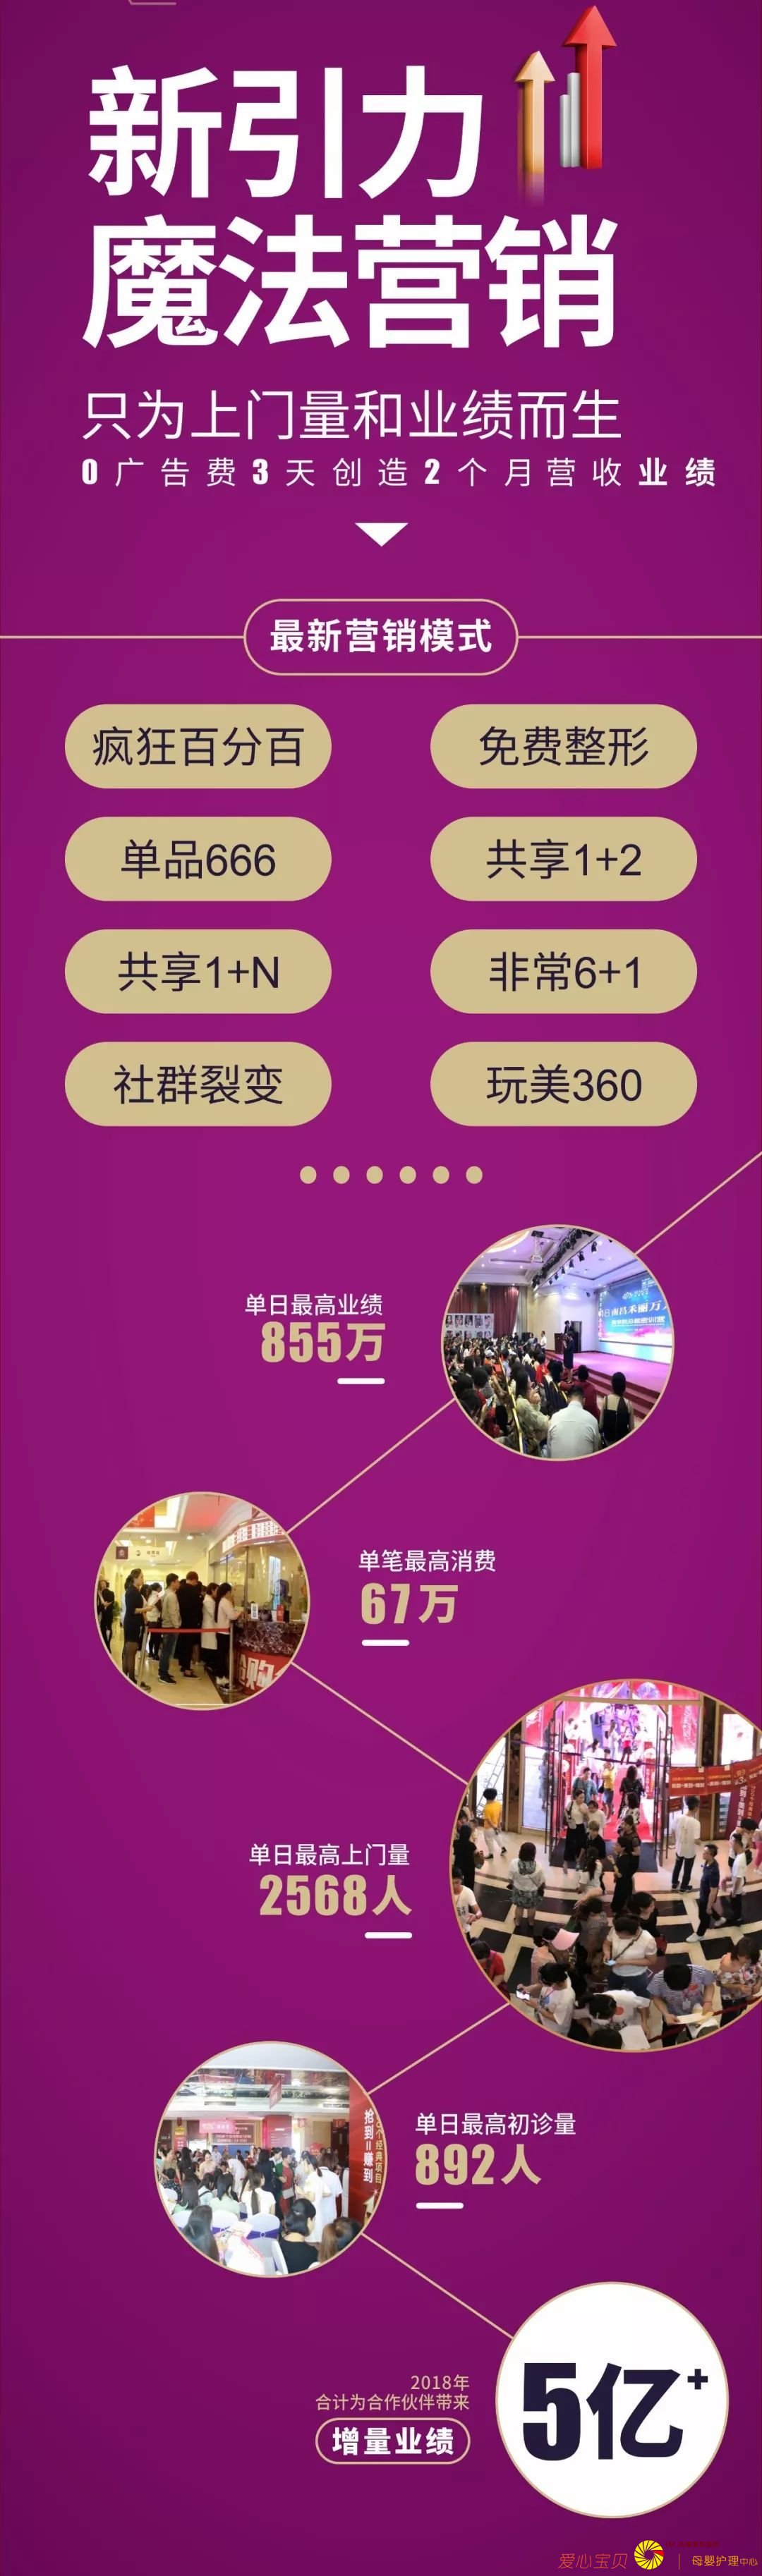 新引力
魔法营销
只为上门量和业绩而生
0广告费3天创造2个月营收业绩
最新营销模式
疯狂百分百
免费整形
单品666
共享1+2
共享1+N
非常6+1
社群裂变
玩美360
单日最高业绩
855万
单笔最高消费
67万
单日最高上门量
2568人
抢到=赚到
单日最高初诊量
892人
2018年
合计为合作伙伴带来
增量业绩
5亿+
爱心宝贝
母婴护理中心